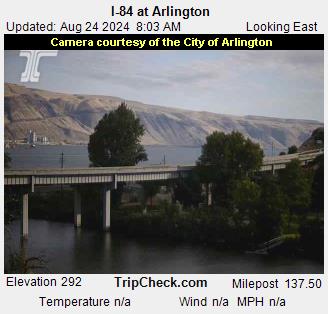 I-84 at Arlington
Updated: Aug 24 2024 8:03 AM Looking East
Camera courtesy of the City of Arlington
Elevation 292 TripCheck.com Milepost 137.50
Temperature n/a Wind n/a MPH n/a